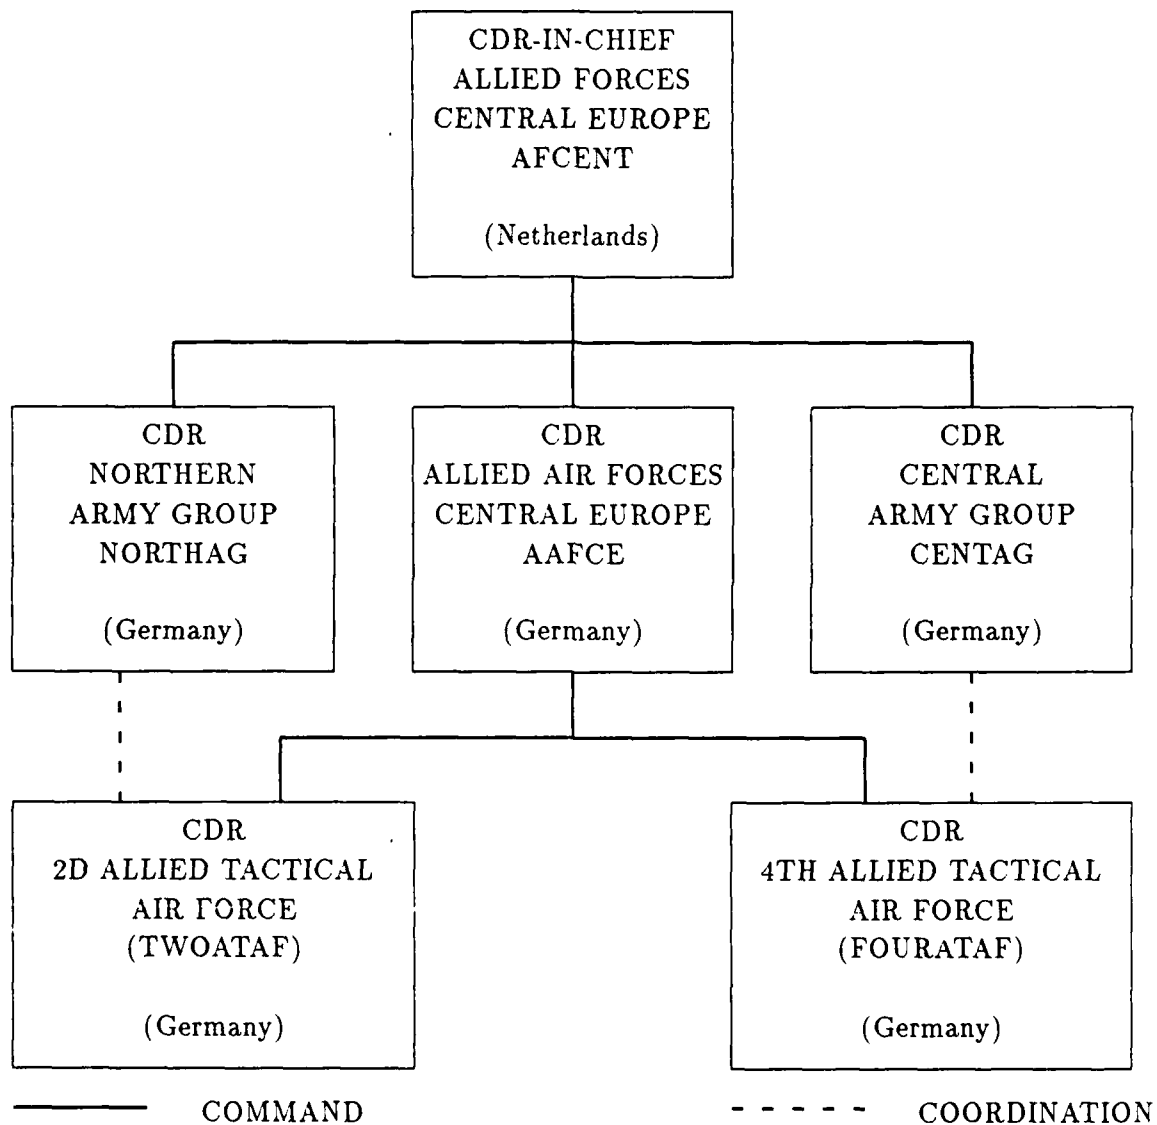 CDR-IN-CHIEF
ALLIED FORCES
CENTRAL EUROPE
AFCENT
(Netherlands)
CDR
NORTHERN
ARMY GROUP
NORTHAG
(Germany)
CDR
ALLIED AIR FORCES
CENTRAL EUROPE
AAFCE
(Germany)
CDR
CENTRAL
ARMY GROUP
CENTAG
(Germany)
CDR
2D ALLIED TACTICAL
AIR FORCE
(TWOATAF)
(Germany)
CDR
4TH ALLIED TACTICAL
AIR FORCE
(FOURATAF)
(Germany)
COMMAND
COORDINATION